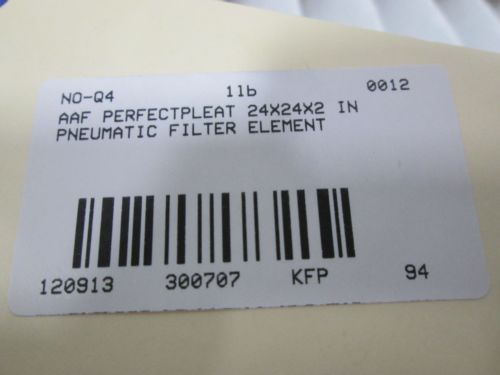 NO-Q4 1lb 0012
AAF PERFECTPLEAT 24X24X2 IN
PNEUMATIC FILTER ELEMENT
120913 300707 KFP 94